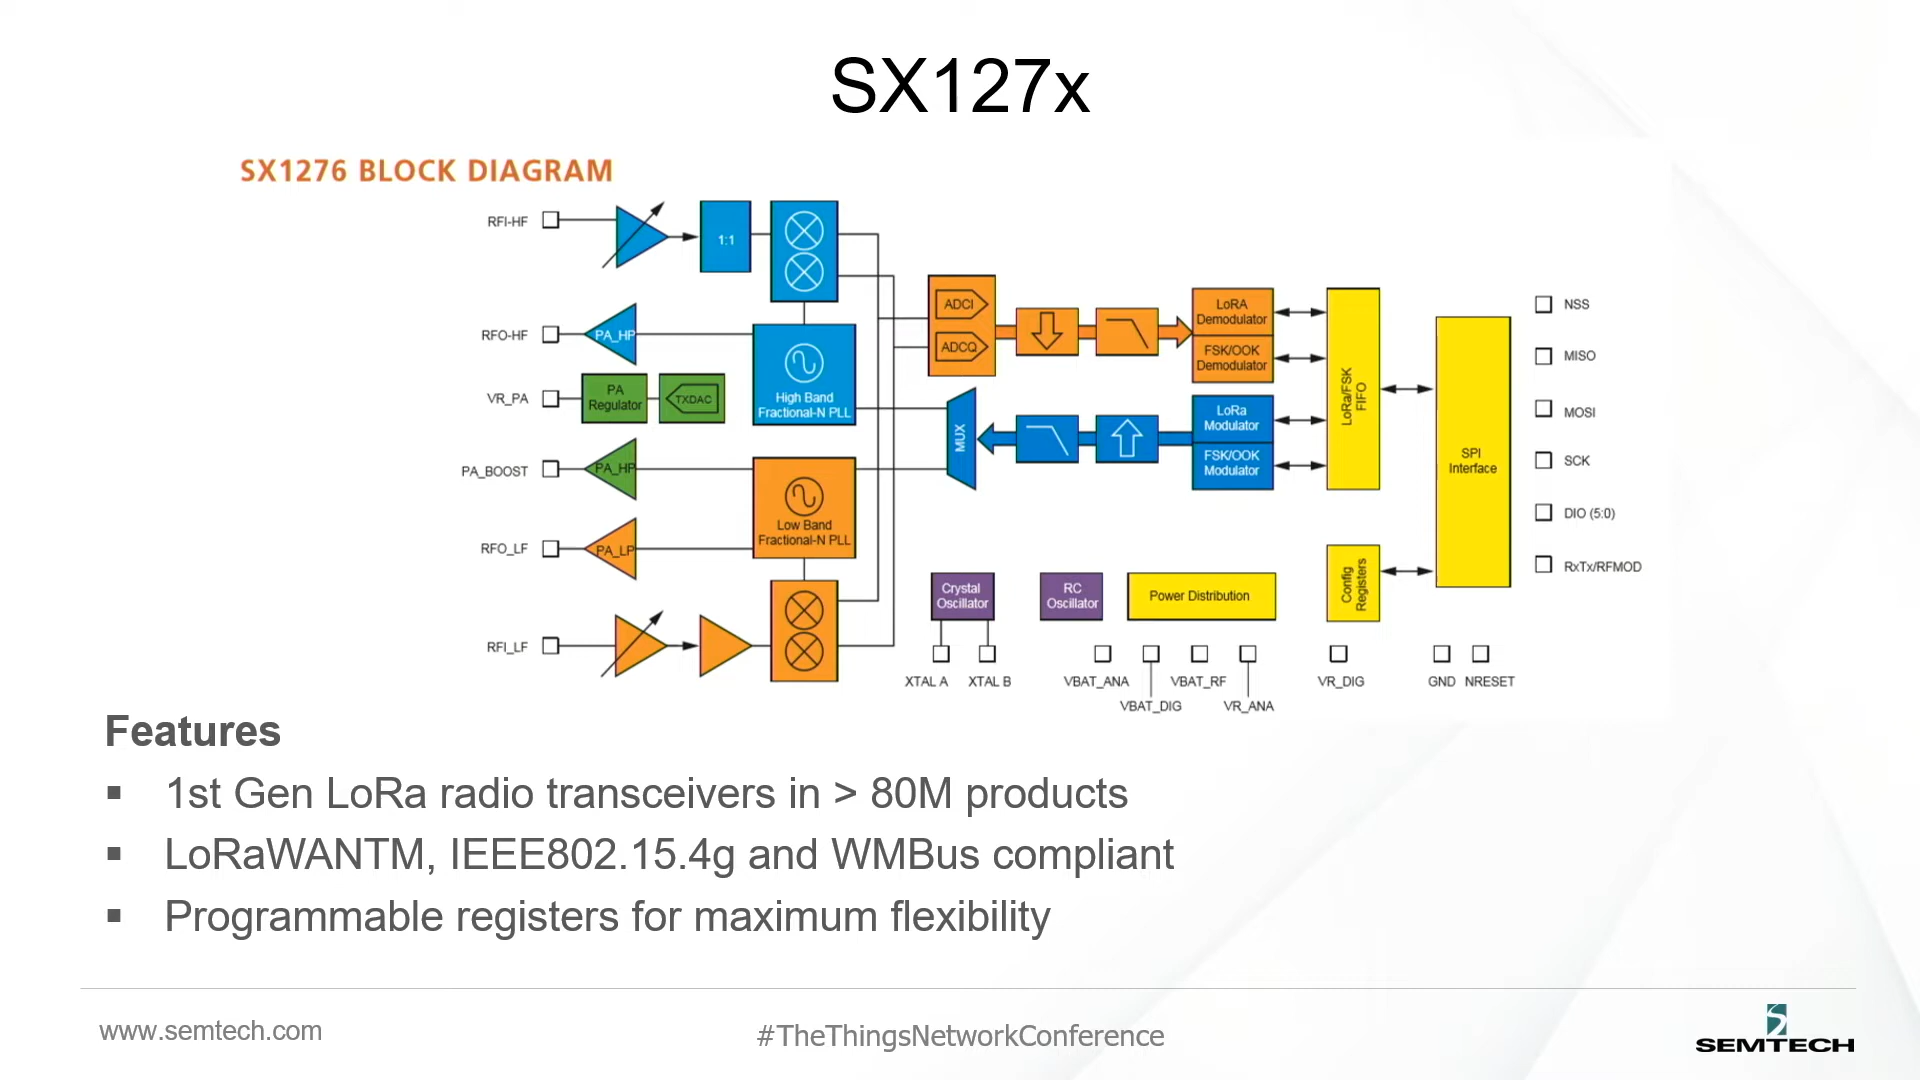 SX127x
SX1276 BLOCK DIAGRAM
RFI-HF
1:1
RFO-HF
PA_HP
High Band
Fractional-N PLL
VR_PA
PA
Regulator
TXDAC
PA_BOOST
PA_HP
Low Band
Fractional-N PLL
RFO_LF
PA_LP
RFI_LF
ADCI
ADCQ
MUX
LoRA
Demodulator
FSK/OOK
Demodulator
LoRa
Modulator
FSK/OOK
Modulator
LoRa/FSK
FIFO
SPI
Interface
NSS
MISO
MOSI
SCK
DIO (5:0)
RxTx/RFMOD
Crystal
Oscillator
RC
Oscillator
Power Distribution
Config
Registers
XTAL A
XTAL B
VBAT_ANA
VBAT_DIG
VBAT_RF
VR_ANA
VR_DIG
GND
NRESET
Features
▪ 1st Gen LoRa radio transceivers in > 80M products
▪ LoRaWANTM, IEEE802.15.4g and WMBus compliant
▪ Programmable registers for maximum flexibility
www.semtech.com
#TheThingsNetworkConference
SEMTECH